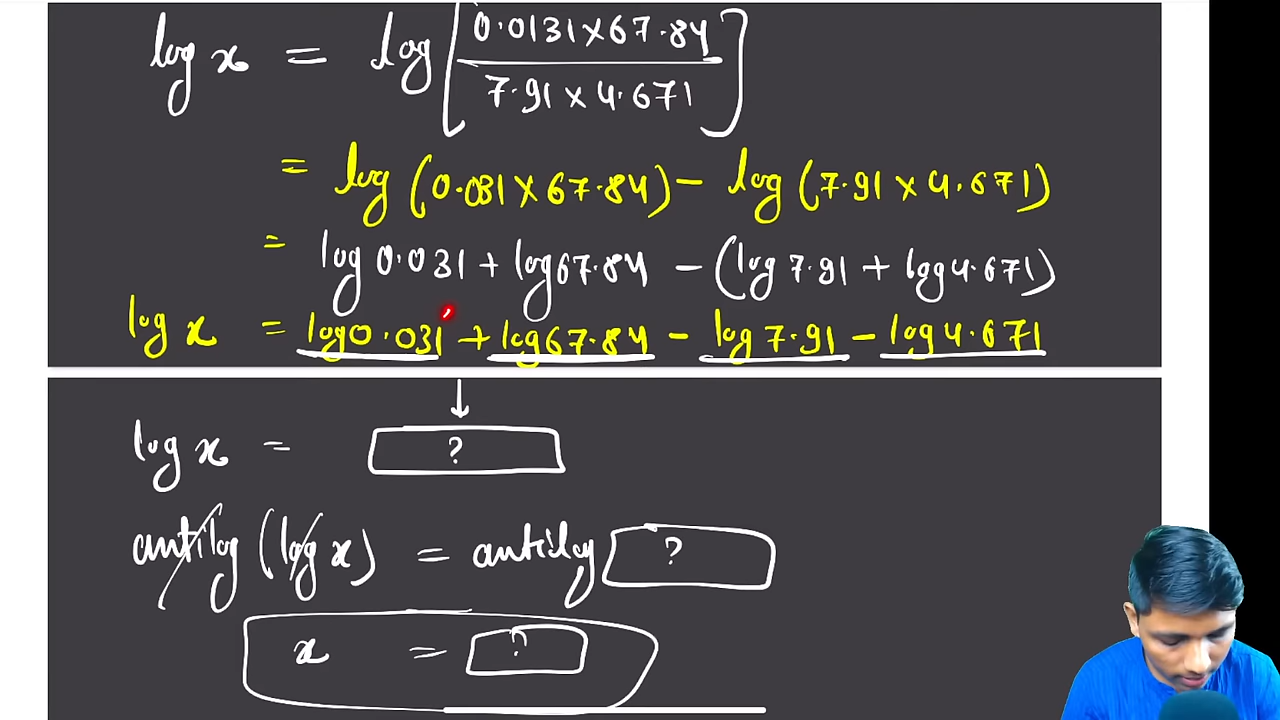 log x = log [ 0.0131 × 67.84 / 7.91 × 4.671 ]
= log (0.031 × 67.84) − log (7.91 × 4.671)
= log 0.031 + log 67.84 − (log 7.91 + log 4.671)
log x = log 0.031 + log 67.84 − log 7.91 − log 4.671
log x = ?
antilog (log x) = antilog ?
x = ?